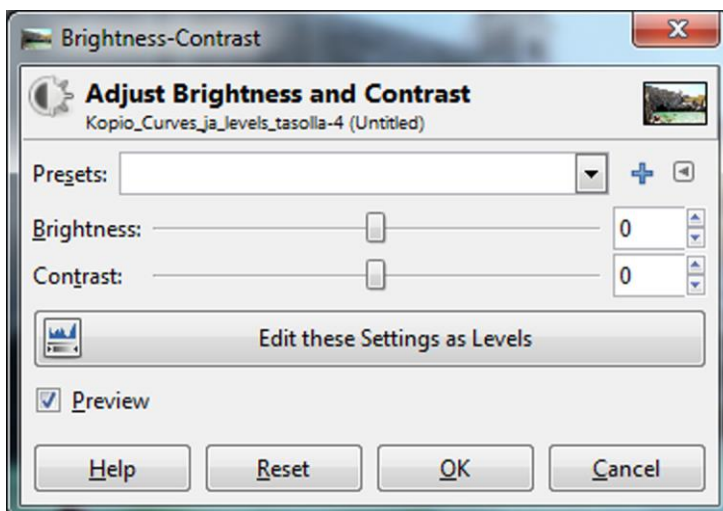 Brightness-Contrast
Adjust Brightness and Contrast
Kopio_Curves_ja_levels_tasolla-4 (Untitled)
Presets:
Brightness: 0
Contrast: 0
Edit these Settings as Levels
Preview
Help Reset OK Cancel